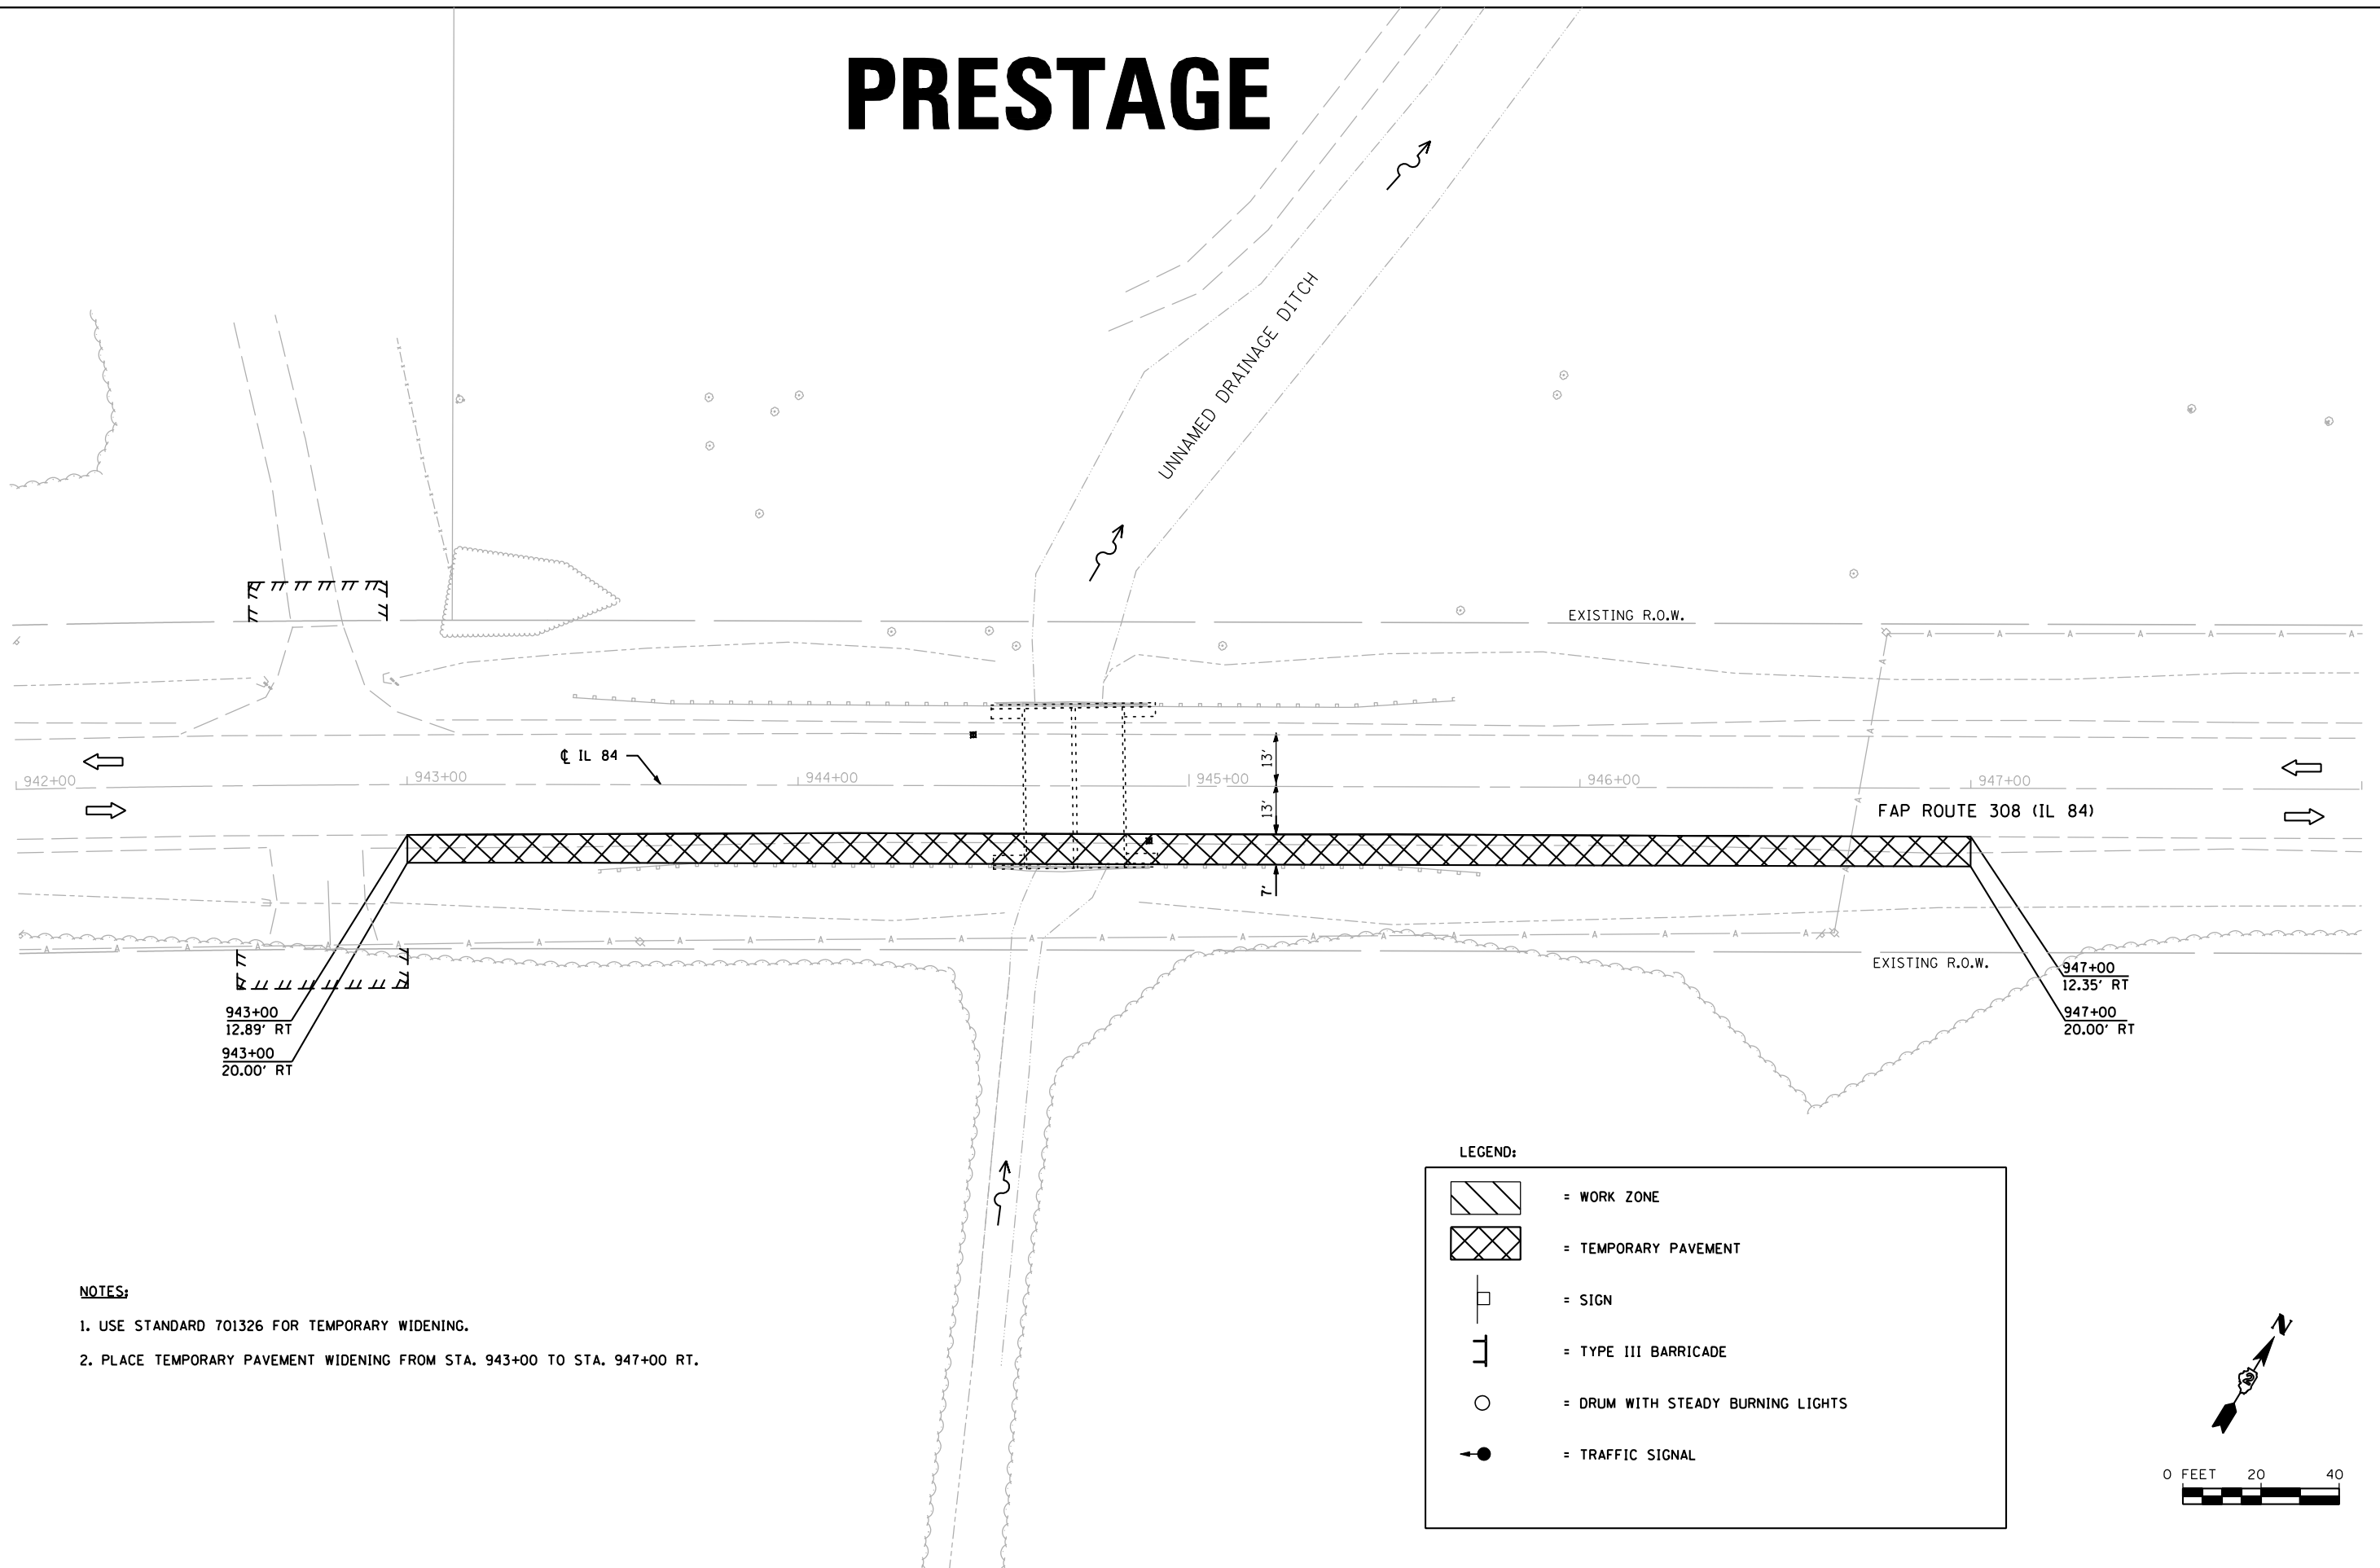 PRESTAGE
UNNAMED DRAINAGE DITCH
EXISTING R.O.W.
A A A A A A A
A
A
℄ IL 84
13'
942+00
943+00
944+00
945+00
946+00
947+00
A
13'
FAP ROUTE 308 (IL 84)
A
7'
A A A A A A A A A A A A A A A A A A A A A A A A A A
EXISTING R.O.W.
947+00
12.35' RT
943+00
12.89' RT
947+00
20.00' RT
943+00
20.00' RT
LEGEND:
= WORK ZONE
= TEMPORARY PAVEMENT
= SIGN
= TYPE III BARRICADE
= DRUM WITH STEADY BURNING LIGHTS
= TRAFFIC SIGNAL
NOTES:
1. USE STANDARD 701326 FOR TEMPORARY WIDENING.
2. PLACE TEMPORARY PAVEMENT WIDENING FROM STA. 943+00 TO STA. 947+00 RT.
N
2
0 FEET 20 40